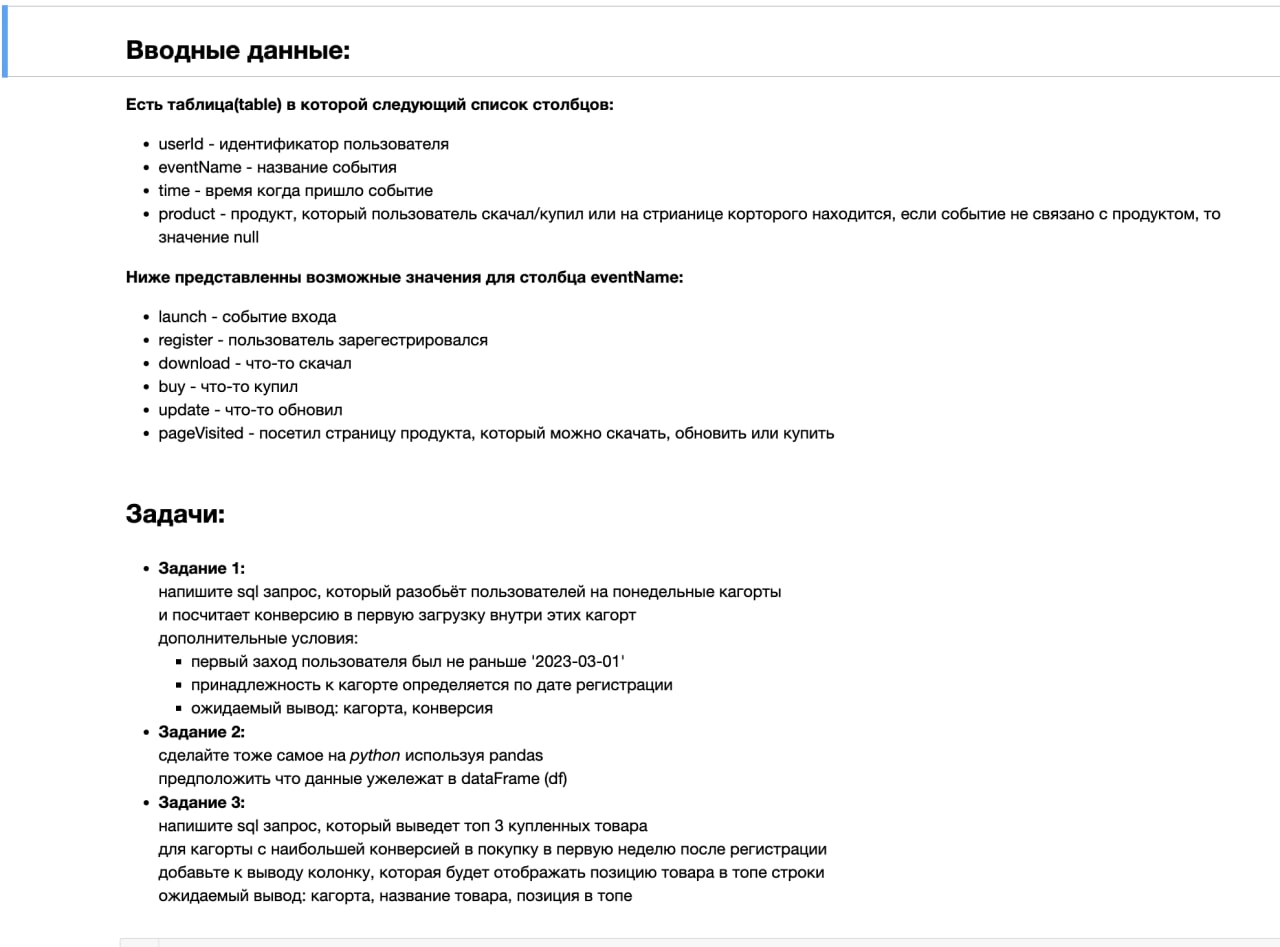 Вводные данные:
Есть таблица(table) в которой следующий список столбцов:
• userId - идентификатор пользователя
• eventName - название события
• time - время когда пришло событие
• product - продукт, который пользователь скачал/купил или на стрианице корторого находится, если событие не связано с продуктом, то
значение null
Ниже представленны возможные значения для столбца eventName:
• launch - событие входа
• register - пользователь зарегестрировался
• download - что-то скачал
• buy - что-то купил
• update - что-то обновил
• pageVisited - посетил страницу продукта, который можно скачать, обновить или купить
Задачи:
• Задание 1:
напишите sql запрос, который разобьёт пользователей на понедельные кагорты
и посчитает конверсию в первую загрузку внутри этих кагорт
дополнительные условия:
▪ первый заход пользователя был не раньше '2023-03-01'
▪ принадлежность к кагорте определяется по дате регистрации
▪ ожидаемый вывод: кагорта, конверсия
• Задание 2:
сделайте тоже самое на python используя pandas
предположить что данные ужележат в dataFrame (df)
• Задание 3:
напишите sql запрос, который выведет топ 3 купленных товара
для кагорты с наибольшей конверсией в покупку в первую неделю после регистрации
добавьте к выводу колонку, которая будет отображать позицию товара в топе строки
ожидаемый вывод: кагорта, название товара, позиция в топе